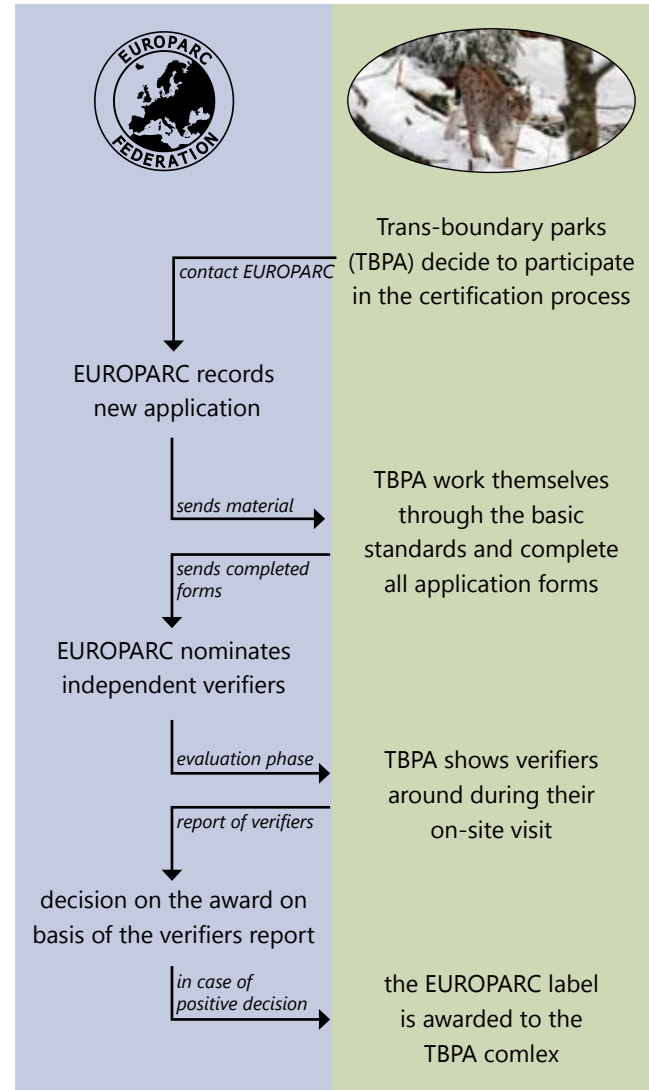 EUROPARC
FEDERATION
Trans-boundary parks
(TBPA) decide to participate
in the certification process
contact EUROPARC
EUROPARC records
new application
sends material
TBPA work themselves
through the basic
standards and complete
all application forms
sends completed
forms
EUROPARC nominates
independent verifiers
evaluation phase
TBPA shows verifiers
around during their
on-site visit
report of verifiers
decision on the award on
basis of the verifiers report
in case of
positive decision
the EUROPARC label
is awarded to the
TBPA comlex